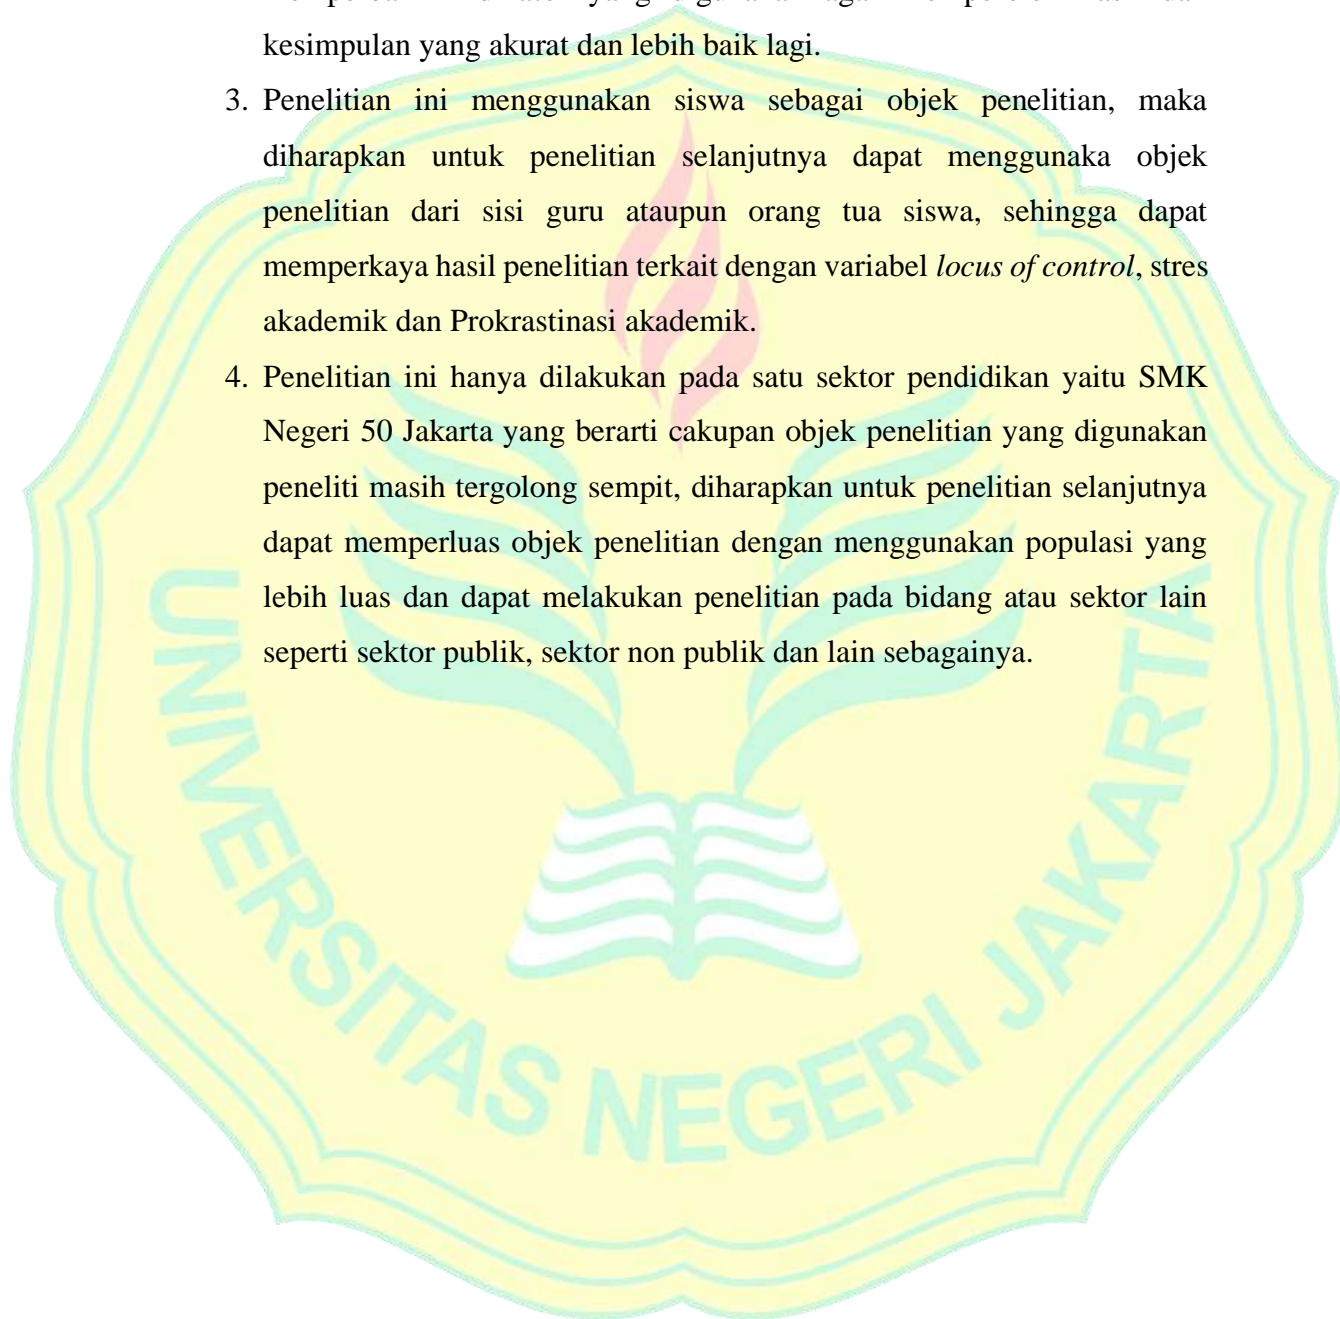 kesimpulan yang akurat dan lebih baik lagi.
3. Penelitian ini menggunakan siswa sebagai objek penelitian, maka
diharapkan untuk penelitian selanjutnya dapat menggunaka objek
penelitian dari sisi guru ataupun orang tua siswa, sehingga dapat
memperkaya hasil penelitian terkait dengan variabel locus of control, stres
akademik dan Prokrastinasi akademik.
4. Penelitian ini hanya dilakukan pada satu sektor pendidikan yaitu SMK
Negeri 50 Jakarta yang berarti cakupan objek penelitian yang digunakan
peneliti masih tergolong sempit, diharapkan untuk penelitian selanjutnya
dapat memperluas objek penelitian dengan menggunakan populasi yang
lebih luas dan dapat melakukan penelitian pada bidang atau sektor lain
seperti sektor publik, sektor non publik dan lain sebagainya.
UNIVERSITAS NEGERI JAKARTA